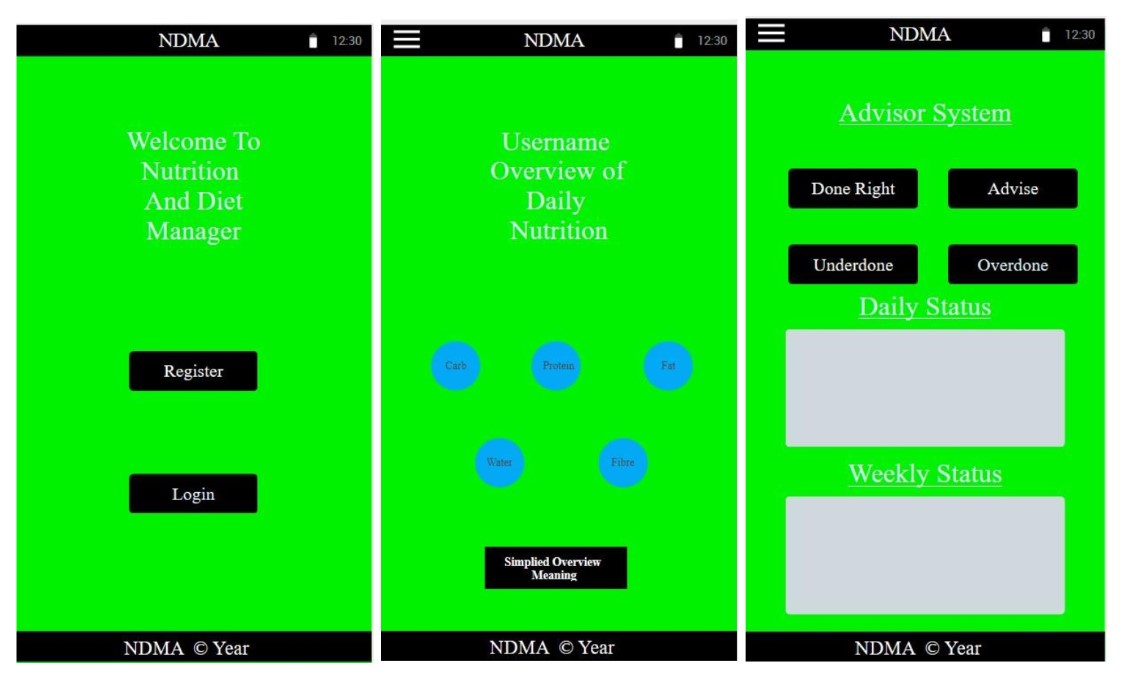 NDMA 12:30
Welcome To
Nutrition
And Diet
Manager
Register
Login
NDMA © Year
NDMA 12:30
Username
Overview of
Daily
Nutrition
Carb Protein Fat
Water Fibre
Simplied Overview
Meaning
NDMA © Year
NDMA 12:30
Advisor System
Done Right Advise
Underdone Overdone
Daily Status
Weekly Status
NDMA © Year